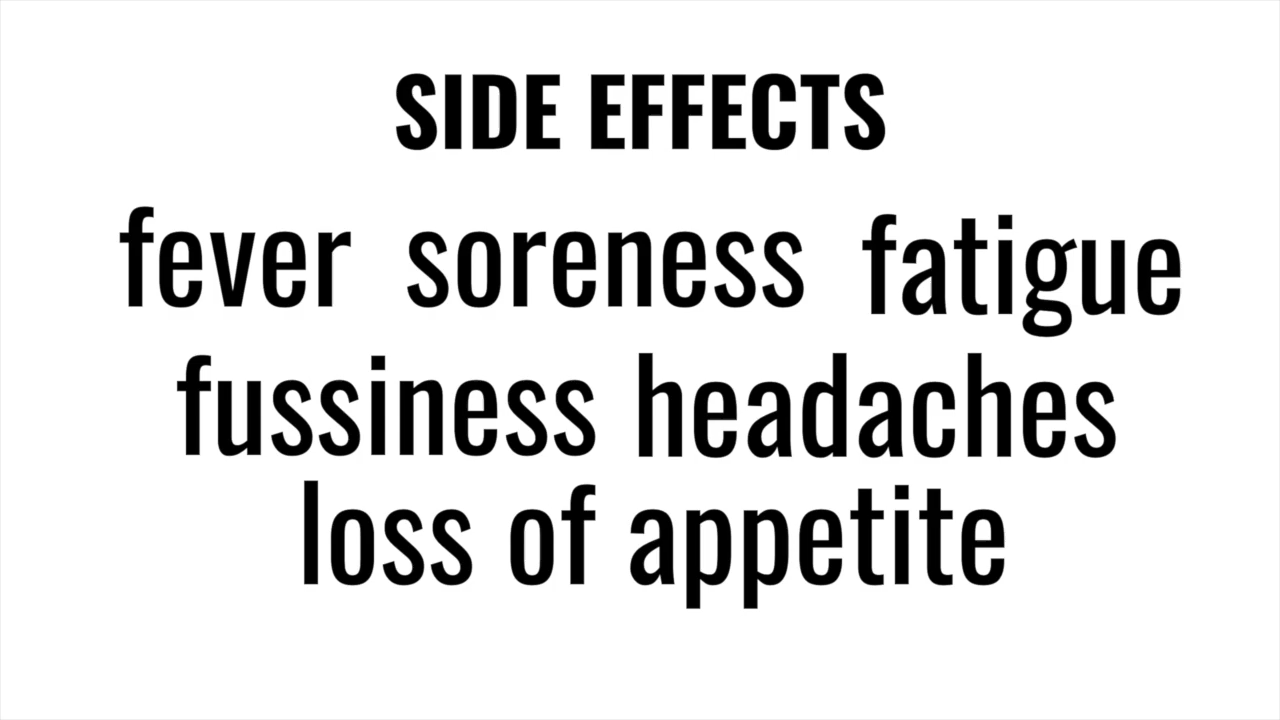 SIDE EFFECTS
fever soreness fatigue
fussiness headaches
loss of appetite